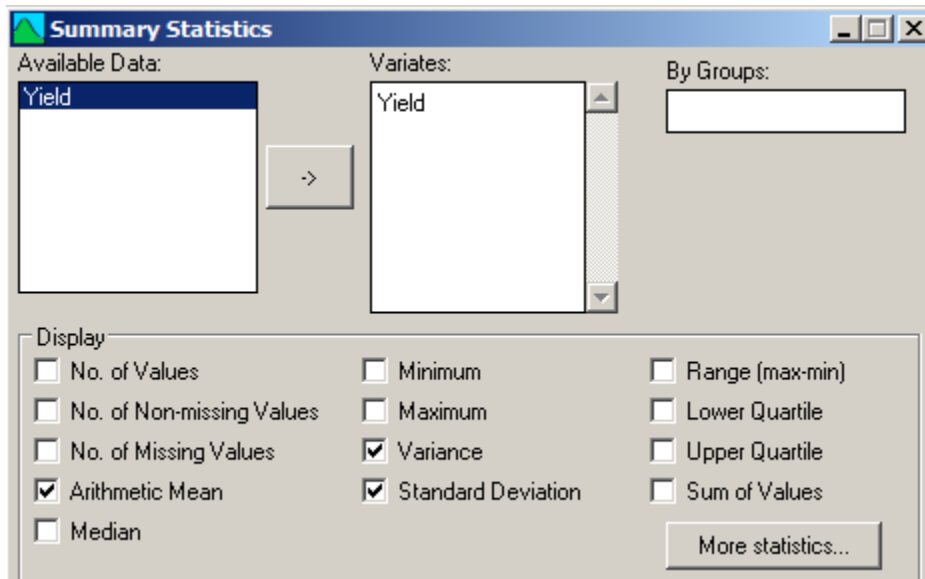 Summary Statistics
Available Data:
Variates:
By Groups:
Yield
Yield
->
Display
No. of Values
Minimum
Range (max-min)
No. of Non-missing Values
Maximum
Lower Quartile
No. of Missing Values
Variance
Upper Quartile
Arithmetic Mean
Standard Deviation
Sum of Values
Median
More statistics...